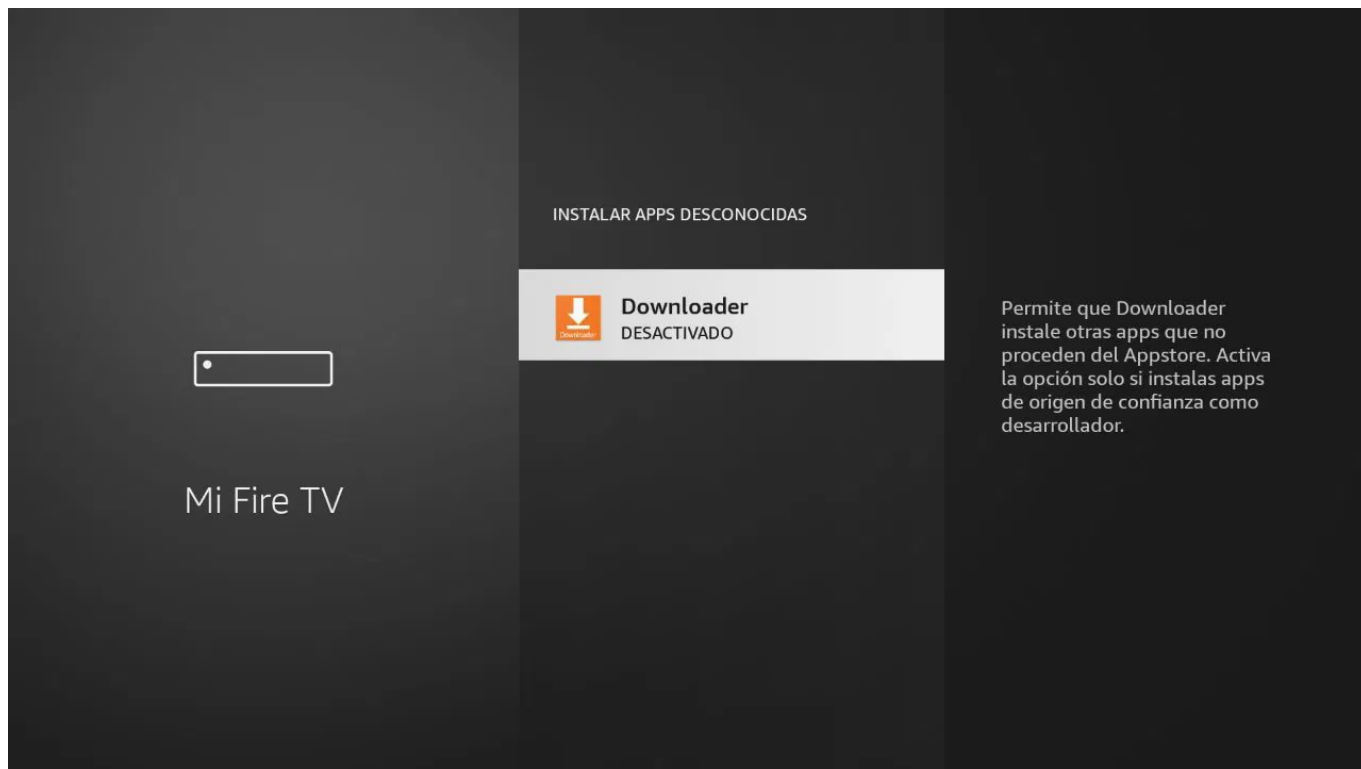 INSTALAR APPS DESCONOCIDAS
Downloader
Downloader
DESACTIVADO
Permite que Downloader
instale otras apps que no
proceden del Appstore. Activa
la opción solo si instalas apps
de origen de confianza como
desarrollador.
Mi Fire TV